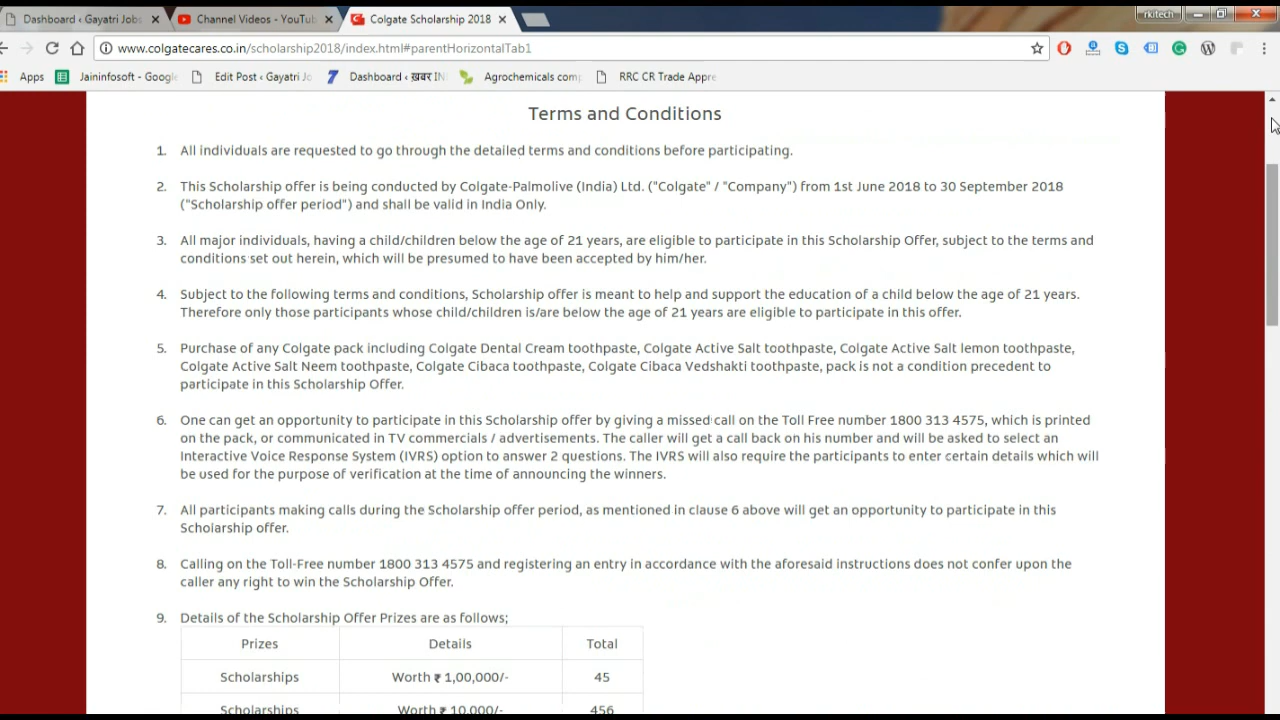 Dashboard ‹ Gayatri Jobs
Channel Videos - YouTub
Colgate Scholarship 2018
rkitech
www.colgatecares.co.in/scholarship2018/index.html#parentHorizontalTab1
Apps
Jaininfosoft - Google
Edit Post ‹ Gayatri Jo
Dashboard ‹ ख़बर IN
Agrochemicals com
RRC CR Trade Appre
Terms and Conditions
1. All individuals are requested to go through the detailed terms and conditions before participating.
2. This Scholarship offer is being conducted by Colgate-Palmolive (India) Ltd. ("Colgate" / "Company") from 1st June 2018 to 30 September 2018
("Scholarship offer period") and shall be valid in India Only.
3. All major individuals, having a child/children below the age of 21 years, are eligible to participate in this Scholarship Offer, subject to the terms and
conditions set out herein, which will be presumed to have been accepted by him/her.
4. Subject to the following terms and conditions, Scholarship offer is meant to help and support the education of a child below the age of 21 years.
Therefore only those participants whose child/children is/are below the age of 21 years are eligible to participate in this offer.
5. Purchase of any Colgate pack including Colgate Dental Cream toothpaste, Colgate Active Salt toothpaste, Colgate Active Salt lemon toothpaste,
Colgate Active Salt Neem toothpaste, Colgate Cibaca toothpaste, Colgate Cibaca Vedshakti toothpaste, pack is not a condition precedent to
participate in this Scholarship Offer.
6. One can get an opportunity to participate in this Scholarship offer by giving a missed call on the Toll Free number 1800 313 4575, which is printed
on the pack, or communicated in TV commercials / advertisements. The caller will get a call back on his number and will be asked to select an
Interactive Voice Response System (IVRS) option to answer 2 questions. The IVRS will also require the participants to enter certain details which will
be used for the purpose of verification at the time of announcing the winners.
7. All participants making calls during the Scholarship offer period, as mentioned in clause 6 above will get an opportunity to participate in this
Scholarship offer.
8. Calling on the Toll-Free number 1800 313 4575 and registering an entry in accordance with the aforesaid instructions does not confer upon the
caller any right to win the Scholarship Offer.
9. Details of the Scholarship Offer Prizes are as follows;
Prizes Details Total
Scholarships Worth ₹ 1,00,000/- 45
Scholarships Worth ₹ 10,000/- 456